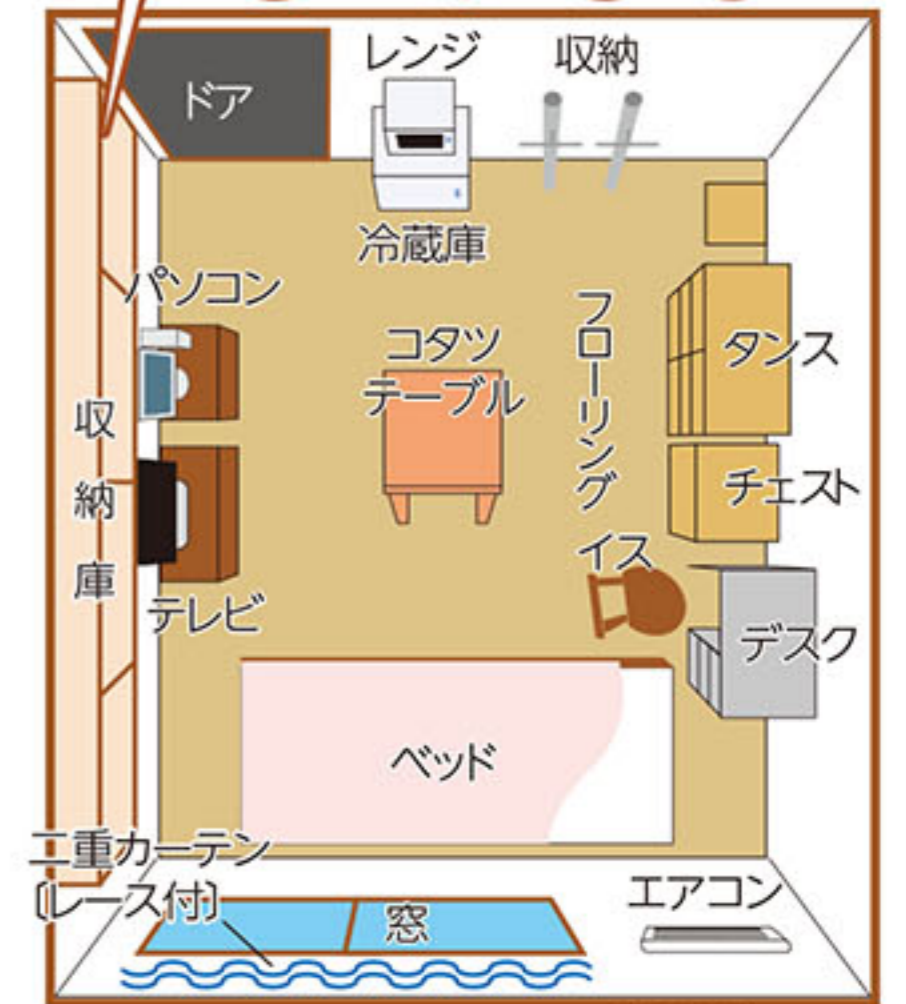 レンジ
収納
ドア
冷蔵庫
パソコン
コタツ
テーブル
フローリング
タンス
収納庫
チェスト
イス
テレビ
デスク
ベッド
二重カーテン
(レース付)
窓
エアコン